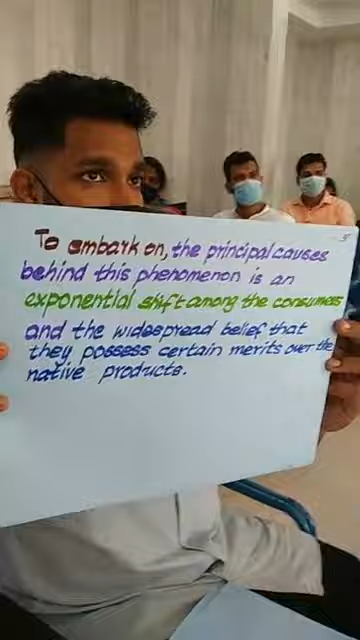 To embark on, the principal causes
behind this phenomenon is an
exponential shift among the consumers
and the widespread belief that
they possess certain merits over the
native products.